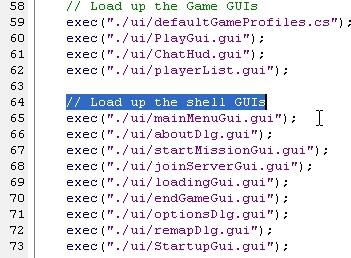 58 // Load up the Game GUIs
59 exec("./ui/defaultGameProfiles.cs");
60 exec("./ui/PlayGui.gui");
61 exec("./ui/ChatHud.gui");
62 exec("./ui/playerList.gui");
63
64 // Load up the shell GUIs
65 exec("./ui/mainMenuGui.gui");
66 exec("./ui/aboutDlg.gui");
67 exec("./ui/startMissionGui.gui");
68 exec("./ui/joinServerGui.gui");
69 exec("./ui/loadingGui.gui");
70 exec("./ui/endGameGui.gui");
71 exec("./ui/optionsDlg.gui");
72 exec("./ui/remapDlg.gui");
73 exec("./ui/StartupGui.gui");